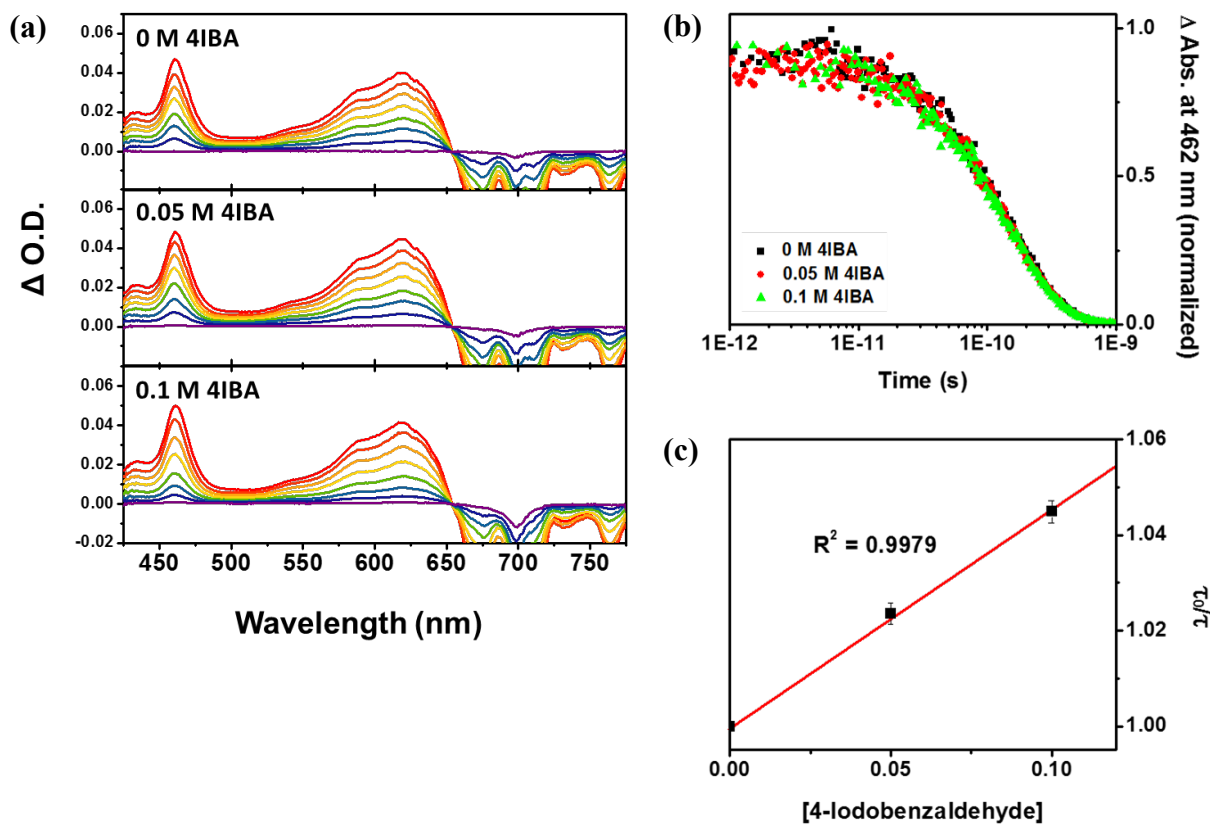 (a)
0 M 4IBA
0.06
0.04
0.02
0.00
0.05 M 4IBA
0.06
0.04
0.02
0.00
0.1 M 4IBA
0.06
0.04
0.02
0.00
-0.02
450 500 550 600 650 700 750
Δ O.D.
Wavelength (nm)
(b)
1.0
0.5
0.0
0 M 4IBA
0.05 M 4IBA
0.1 M 4IBA
1E-12 1E-11 1E-10 1E-9
Time (s)
Δ Abs. at 462 nm (normalized)
(c)
1.06
1.04
1.02
1.00
R² = 0.9979
0.00 0.05 0.10
[4-Iodobenzaldehyde]
τ₀/τ